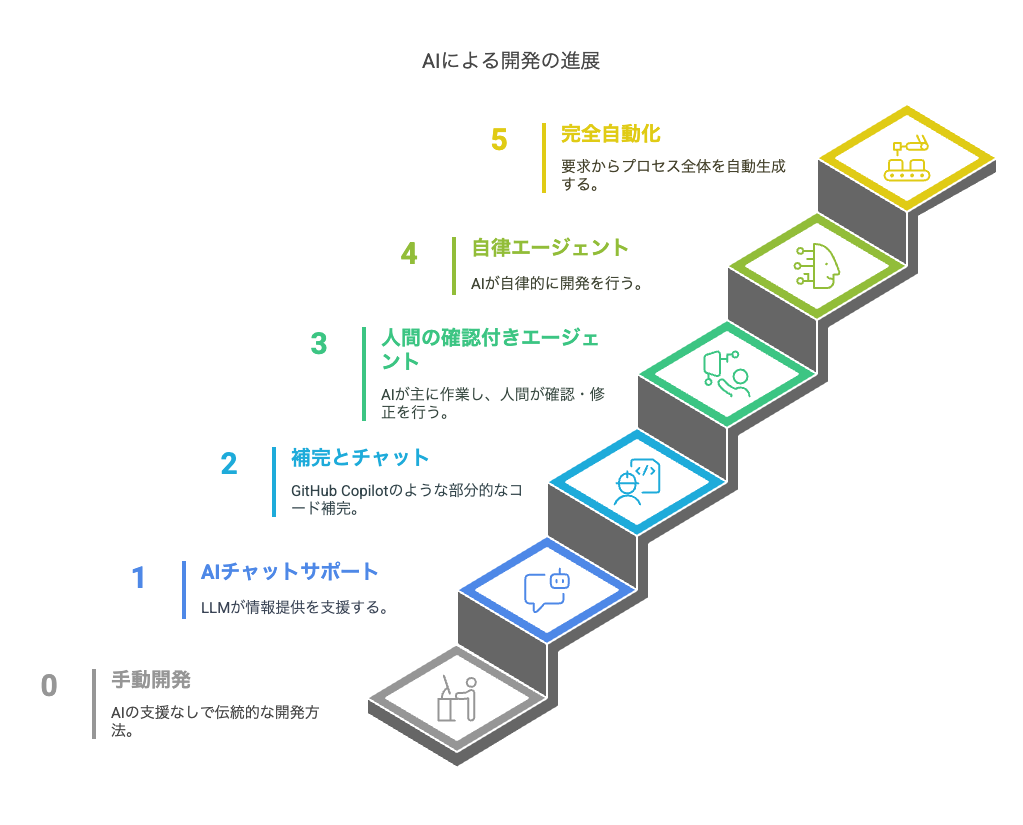 AIによる開発の進展
5
完全自動化
要求からプロセス全体を自動生成
する。
4
自律エージェント
AIが自律的に開発を行う。
3
人間の確認付きエージェ
ント
AIが主に作業し、人間が確認・修
正を行う。
2
補完とチャット
GitHub Copilotのような部分的なコ
ード補完。
1
AIチャットサポート
LLMが情報提供を支援する。
0
手動開発
AIの支援なしで伝統的な開発方
法。